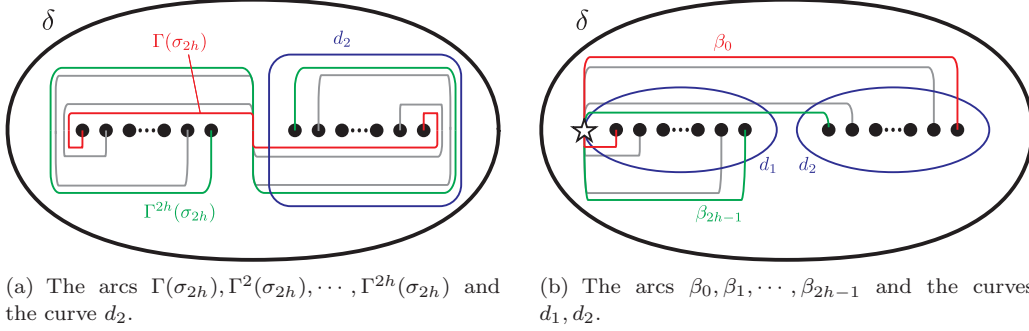 δ
Γ(σ₂ₕ)
d₂
Γ²ʰ(σ₂ₕ)
(a) The arcs Γ(σ₂ₕ), Γ²(σ₂ₕ), ⋯ , Γ²ʰ(σ₂ₕ) and
the curve d₂.
δ
β₀
d₁
d₂
β₂ₕ₋₁
(b) The arcs β₀, β₁, ⋯ , β₂ₕ₋₁ and the curves
d₁, d₂.